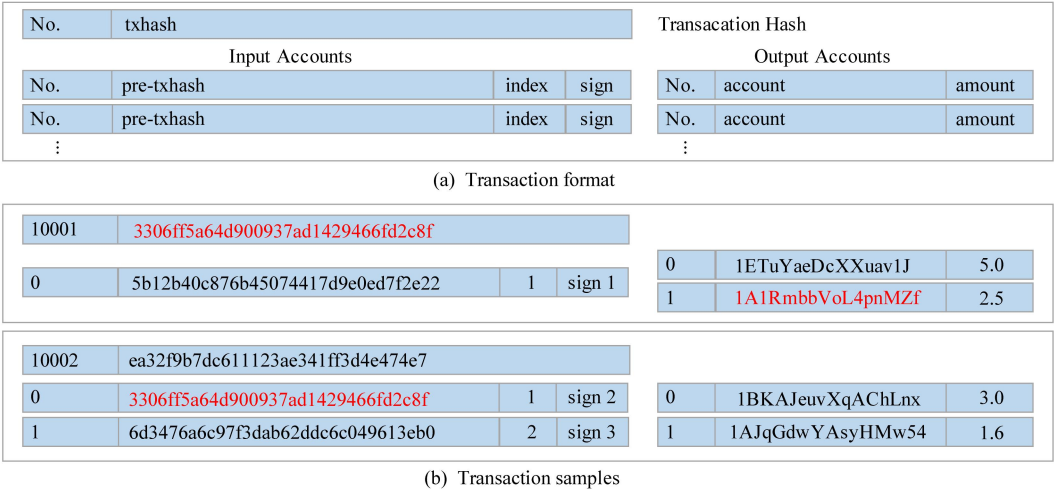 No. txhash Transacation Hash
Input Accounts Output Accounts
No. pre-txhash index sign No. account amount
No. pre-txhash index sign No. account amount
⋮ ⋮
(a) Transaction format
10001 3306ff5a64d900937ad1429466fd2c8f
0 1ETuYaeDcXXuav1J 5.0
0 5b12b40c876b45074417d9e0ed7f2e22 1 sign 1
1 1A1RmbbVoL4pnMZf 2.5
10002 ea32f9b7dc611123ae341ff3d4e474e7
0 3306ff5a64d900937ad1429466fd2c8f 1 sign 2 0 1BKAJeuvXqAChLnx 3.0
1 6d3476a6c97f3dab62ddc6c049613eb0 2 sign 3 1 1AJqGdwYAsyHMw54 1.6
(b) Transaction samples